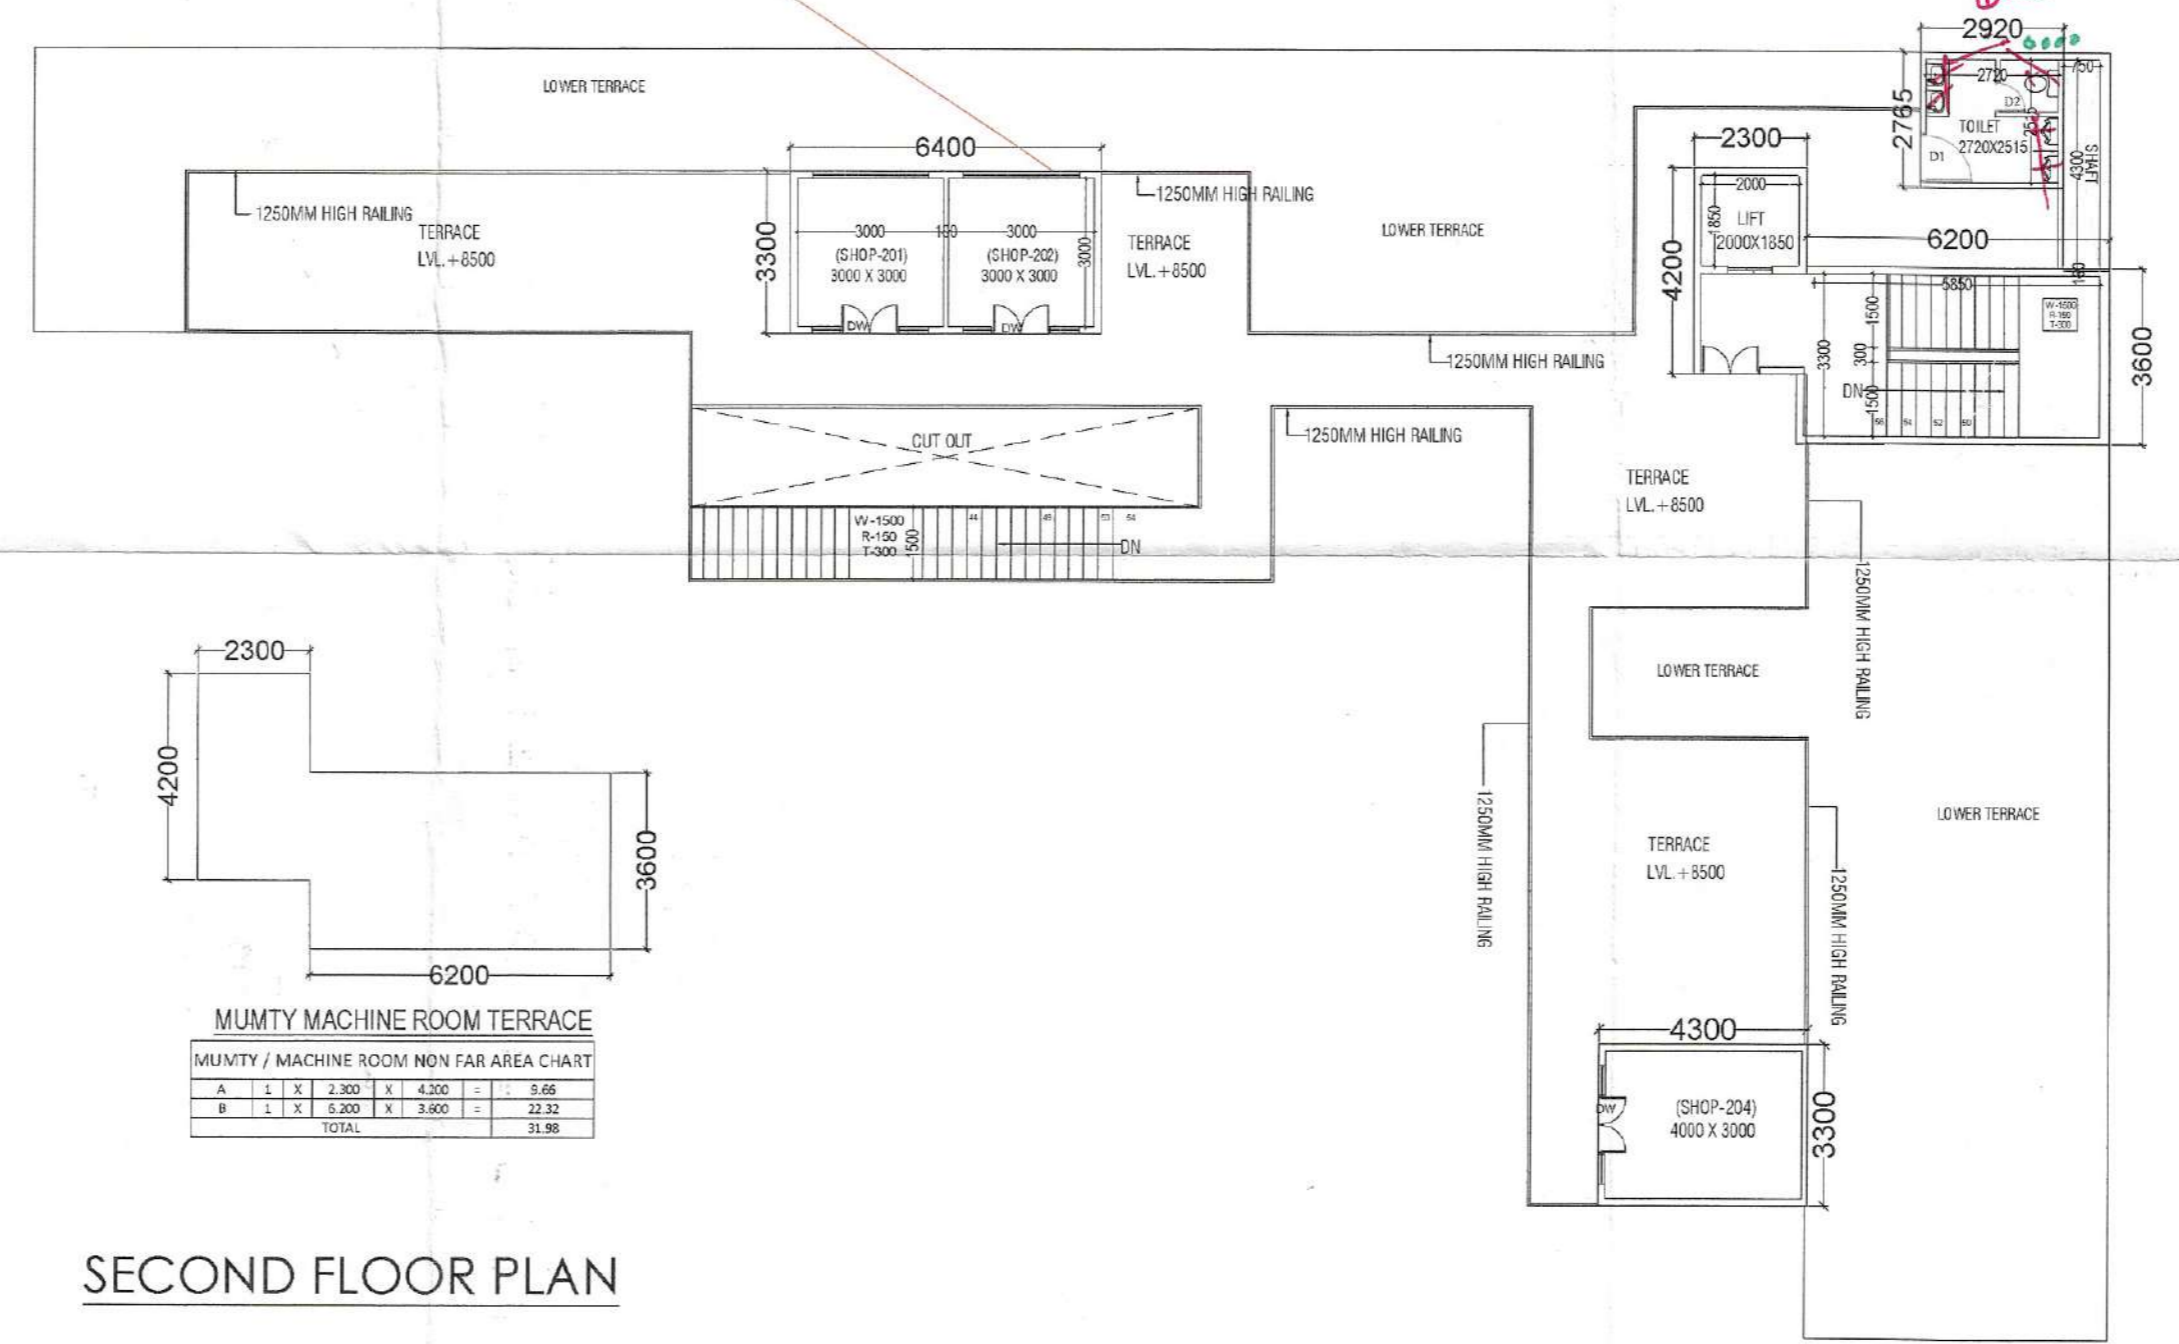 2920
2720
750
LOWER TERRACE
2765
D2
TOILET
2720X2515
2515
D1
4300
SHAFT
6400
2300
2000
1250MM HIGH RAILING
TERRACE
LVL.+8500
3300
3000
(SHOP-201)
3000 X 3000
3000
(SHOP-202)
3000 X 3000
3000
DW
DW
1250MM HIGH RAILING
TERRACE
LVL.+8500
LOWER TERRACE
1850
LIFT
2000X1850
4200
6200
5850
W-1500
R-150
T-300
1500
3300
300
1500
DN
3600
1250MM HIGH RAILING
CUT OUT
1250MM HIGH RAILING
TERRACE
LVL.+8500
W-1500
R-150
T-300
1500
DN
1250MM HIGH RAILING
LOWER TERRACE
2300
4200
3600
6200
1250MM HIGH RAILING
LOWER TERRACE
TERRACE
LVL.+8500
1250MM HIGH RAILING
4300
DW
(SHOP-204)
4000 X 3000
3300
MUMTY MACHINE ROOM TERRACE
MUMTY / MACHINE ROOM NON FAR AREA CHART
A 1 X 2.300 X 4.200 = 9.66
B 1 X 6.200 X 3.600 = 22.32
TOTAL 31.98
SECOND FLOOR PLAN